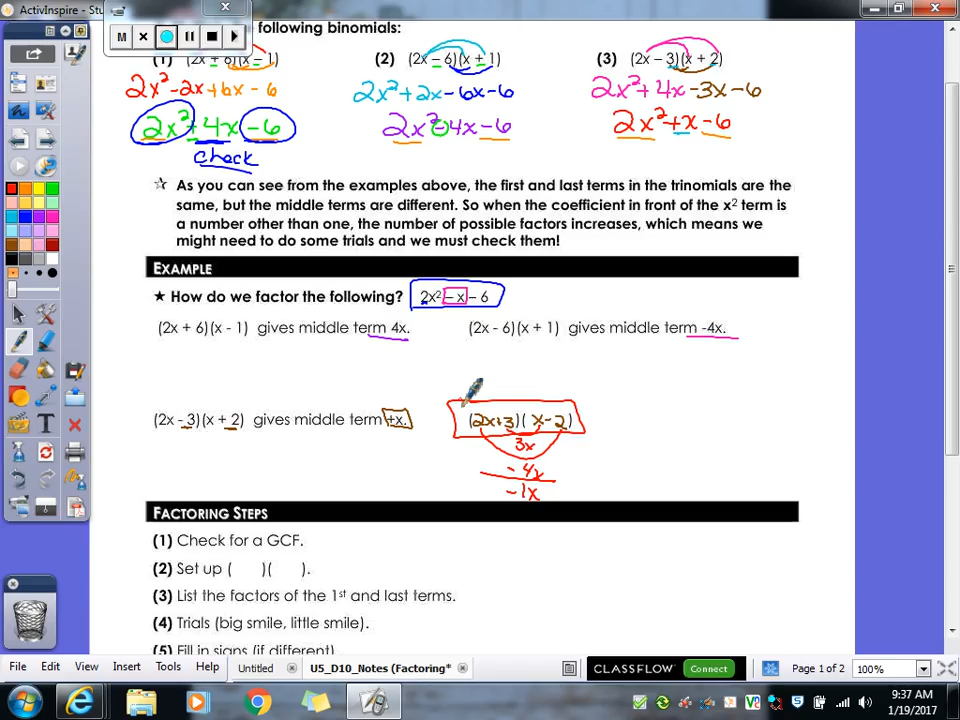 ActivInspire - Stu
following binomials:
M
(1) (2x + 6)(x - 1) (2) (2x - 6)(x + 1) (3) (2x - 3)(x + 2)
2x² - 2x + 6x - 6 2x² + 2x - 6x - 6 2x² + 4x - 3x - 6
2x² + 4x - 6 2x² - 4x - 6 2x² + x - 6
check
☆ As you can see from the examples above, the first and last terms in the trinomials are the
same, but the middle terms are different. So when the coefficient in front of the x² term is
a number other than one, the number of possible factors increases, which means we
might need to do some trials and we must check them!
EXAMPLE
★ How do we factor the following? 2x² - x - 6
(2x + 6)(x - 1) gives middle term 4x. (2x - 6)(x + 1) gives middle term -4x.
(2x - 3)(x + 2) gives middle term +x. (2x+3)(x-2)
3x
- 4x
- 1x
FACTORING STEPS
(1) Check for a GCF.
(2) Set up ( )( ).
(3) List the factors of the 1st and last terms.
(4) Trials (big smile, little smile).
(5) Fill in signs (if different).
File Edit View Insert Tools Help Untitled U5_D10_Notes (Factoring* CLASSFLOW Connect Page 1 of 2 100%
9:37 AM
1/19/2017